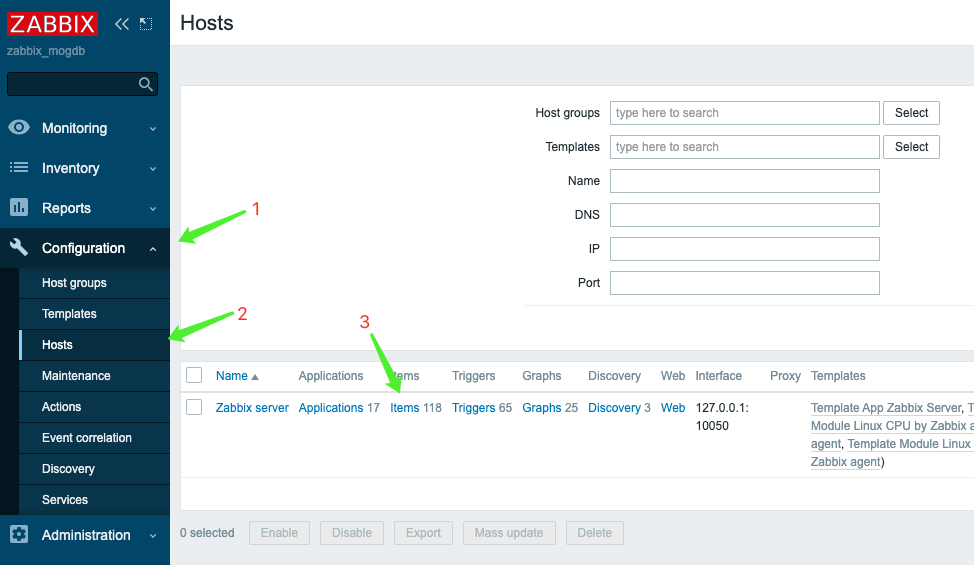 ZABBIX
zabbix_mogdb
Monitoring
Inventory
Reports
Configuration
Host groups
Templates
Hosts
Maintenance
Actions
Event correlation
Discovery
Services
Administration
Hosts
Host groups type here to search Select
Templates type here to search Select
Name
DNS
IP
Port
1
2
3
Name Applications Items Triggers Graphs Discovery Web Interface Proxy Templates
Zabbix server Applications 17 Items 118 Triggers 65 Graphs 25 Discovery 3 Web 127.0.0.1: Template App Zabbix Server, T
10050 Module Linux CPU by Zabbix a
agent, Template Module Linux
Zabbix agent)
0 selected Enable Disable Export Mass update Delete